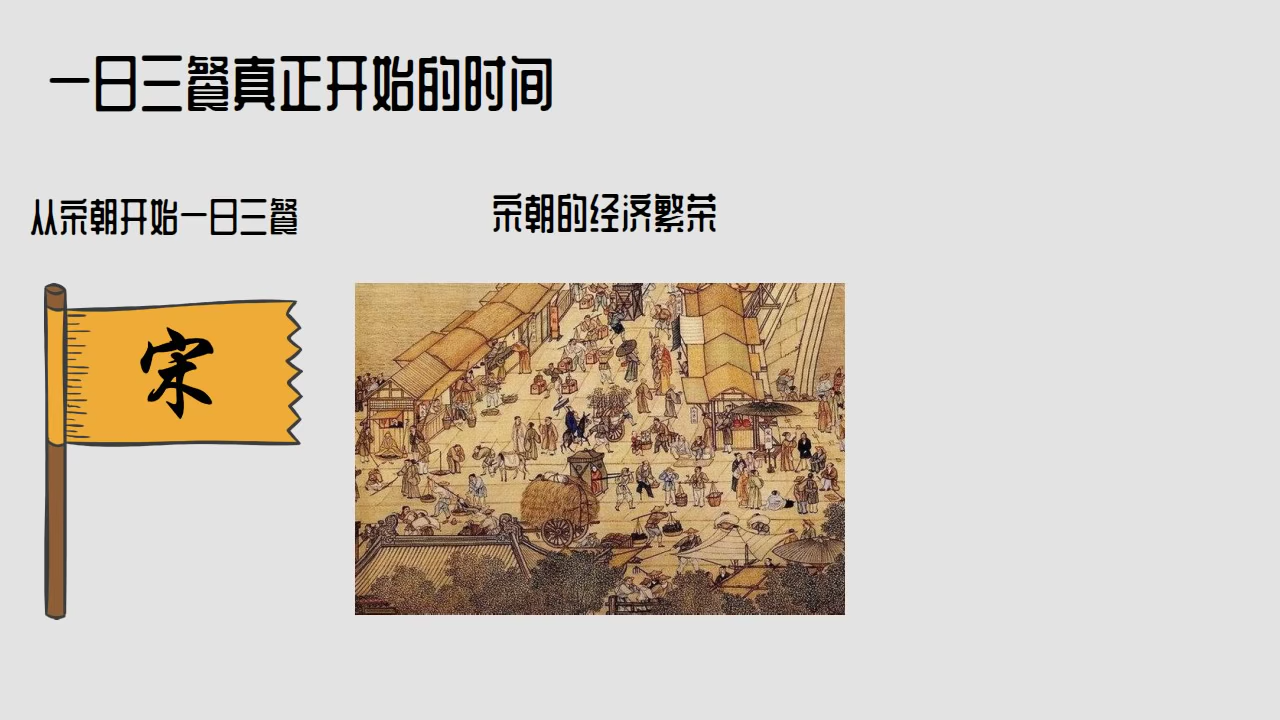 一日三餐真正开始的时间
从宋朝开始一日三餐
宋朝的经济繁荣
宋